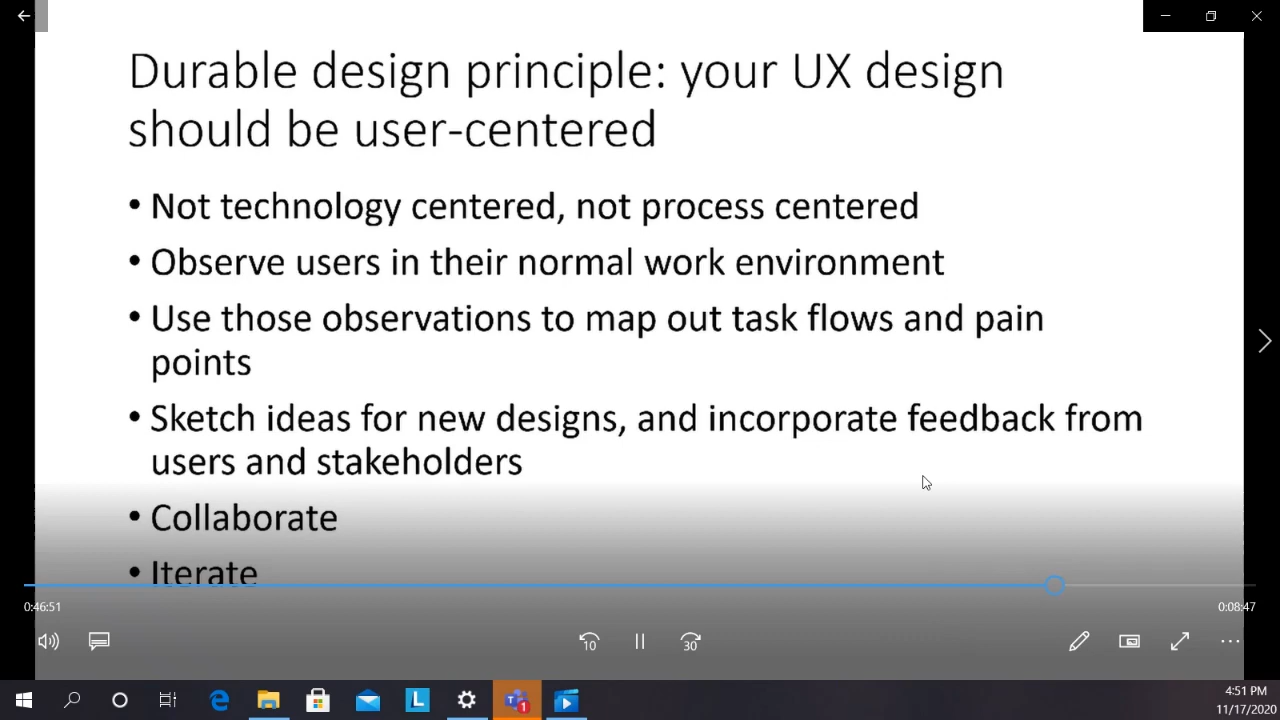 Durable design principle: your UX design
should be user-centered
• Not technology centered, not process centered
• Observe users in their normal work environment
• Use those observations to map out task flows and pain
points
• Sketch ideas for new designs, and incorporate feedback from
users and stakeholders
• Collaborate
• Iterate
0:46:51
0:08:47
10
30
L
T
1
4:51 PM
11/17/2020